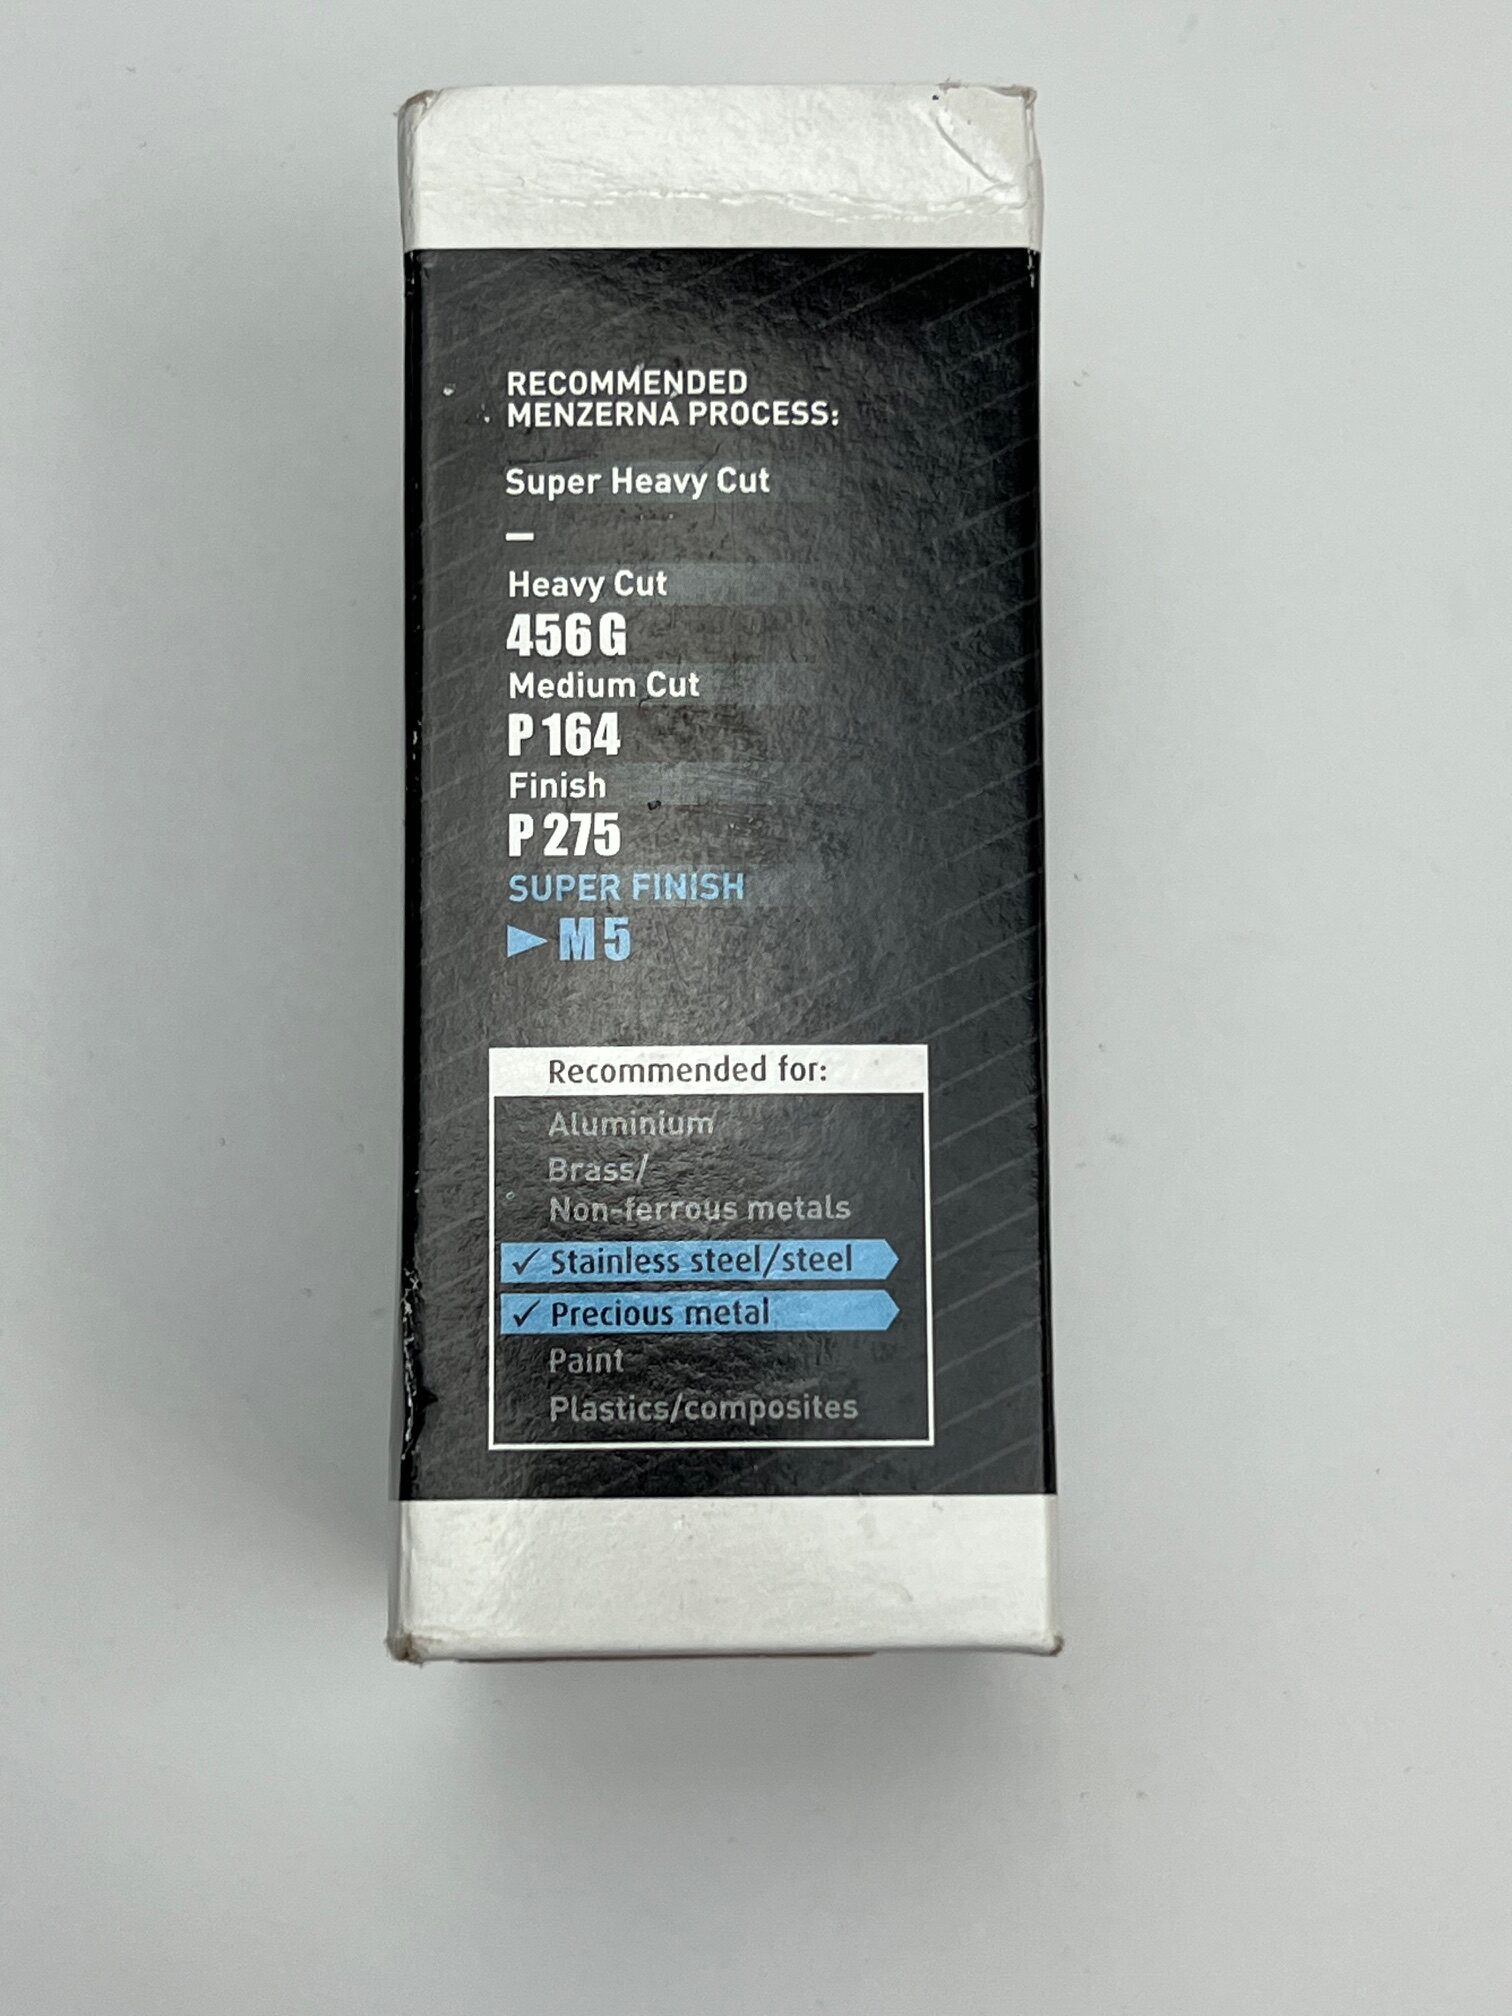 RECOMMENDED
MENZERNA PROCESS:
Super Heavy Cut
–
Heavy Cut
456 G
Medium Cut
P 164
Finish
P 275
SUPER FINISH
▶ M 5
Recommended for:
Aluminium
Brass/
Non-ferrous metals
✓ Stainless steel/steel
✓ Precious metal
Paint
Plastics/composites